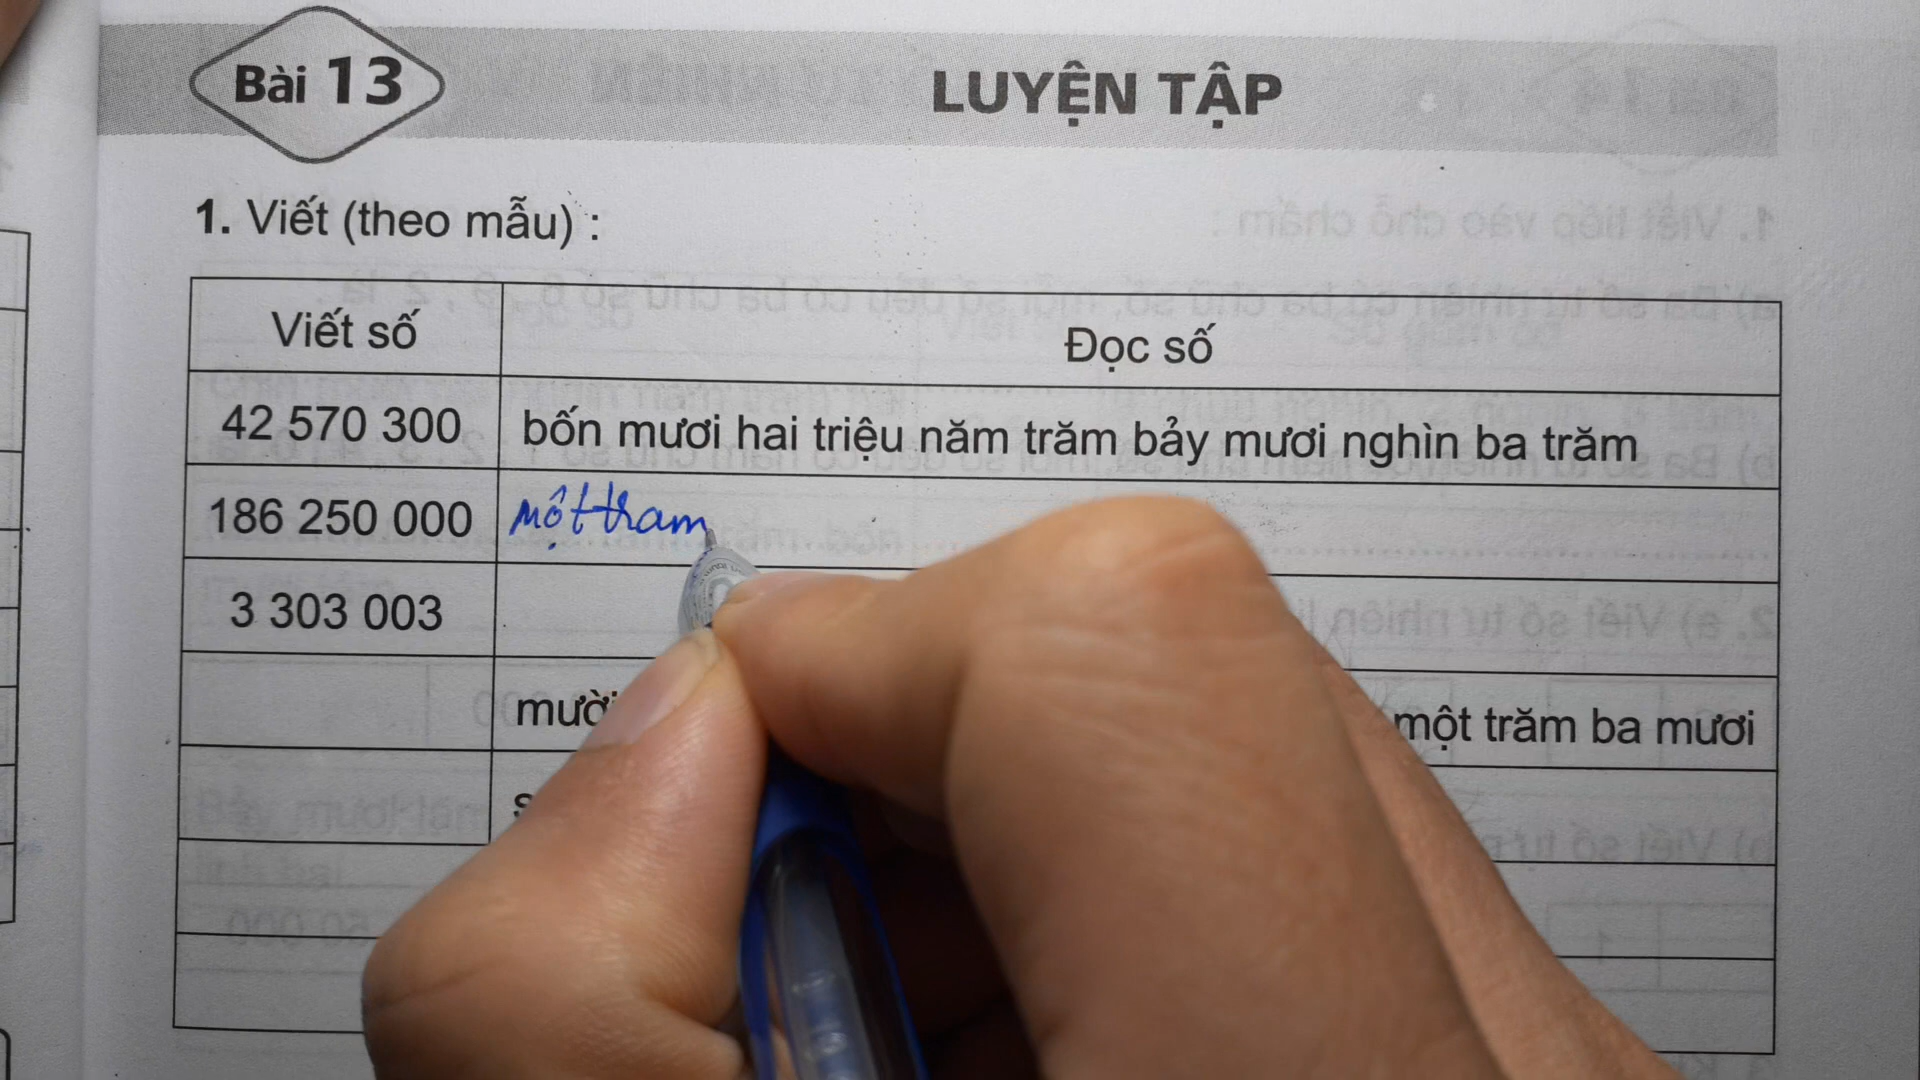 Bài 13
LUYỆN TẬP
1. Viết (theo mẫu) :
Viết số
Đọc số
42 570 300
bốn mươi hai triệu năm trăm bảy mươi nghìn ba trăm
186 250 000
một tram
3 303 003
mười
một trăm ba mươi